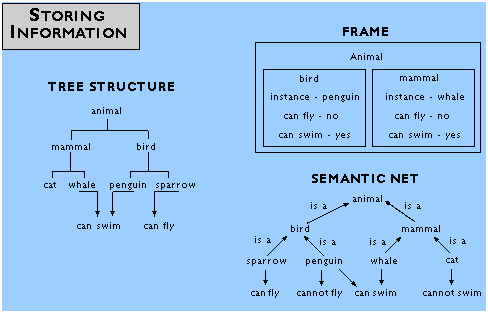 STORING
INFORMATION
TREE STRUCTURE
animal
mammal bird
cat whale penguin sparrow
can swim can fly
FRAME
Animal
bird
instance - penguin
can fly - no
can swim - yes
mammal
instance - whale
can fly - no
can swim - yes
SEMANTIC NET
animal
is a is a
bird mammal
is a is a is a is a
sparrow penguin whale cat
can fly cannot fly can swim cannot swim